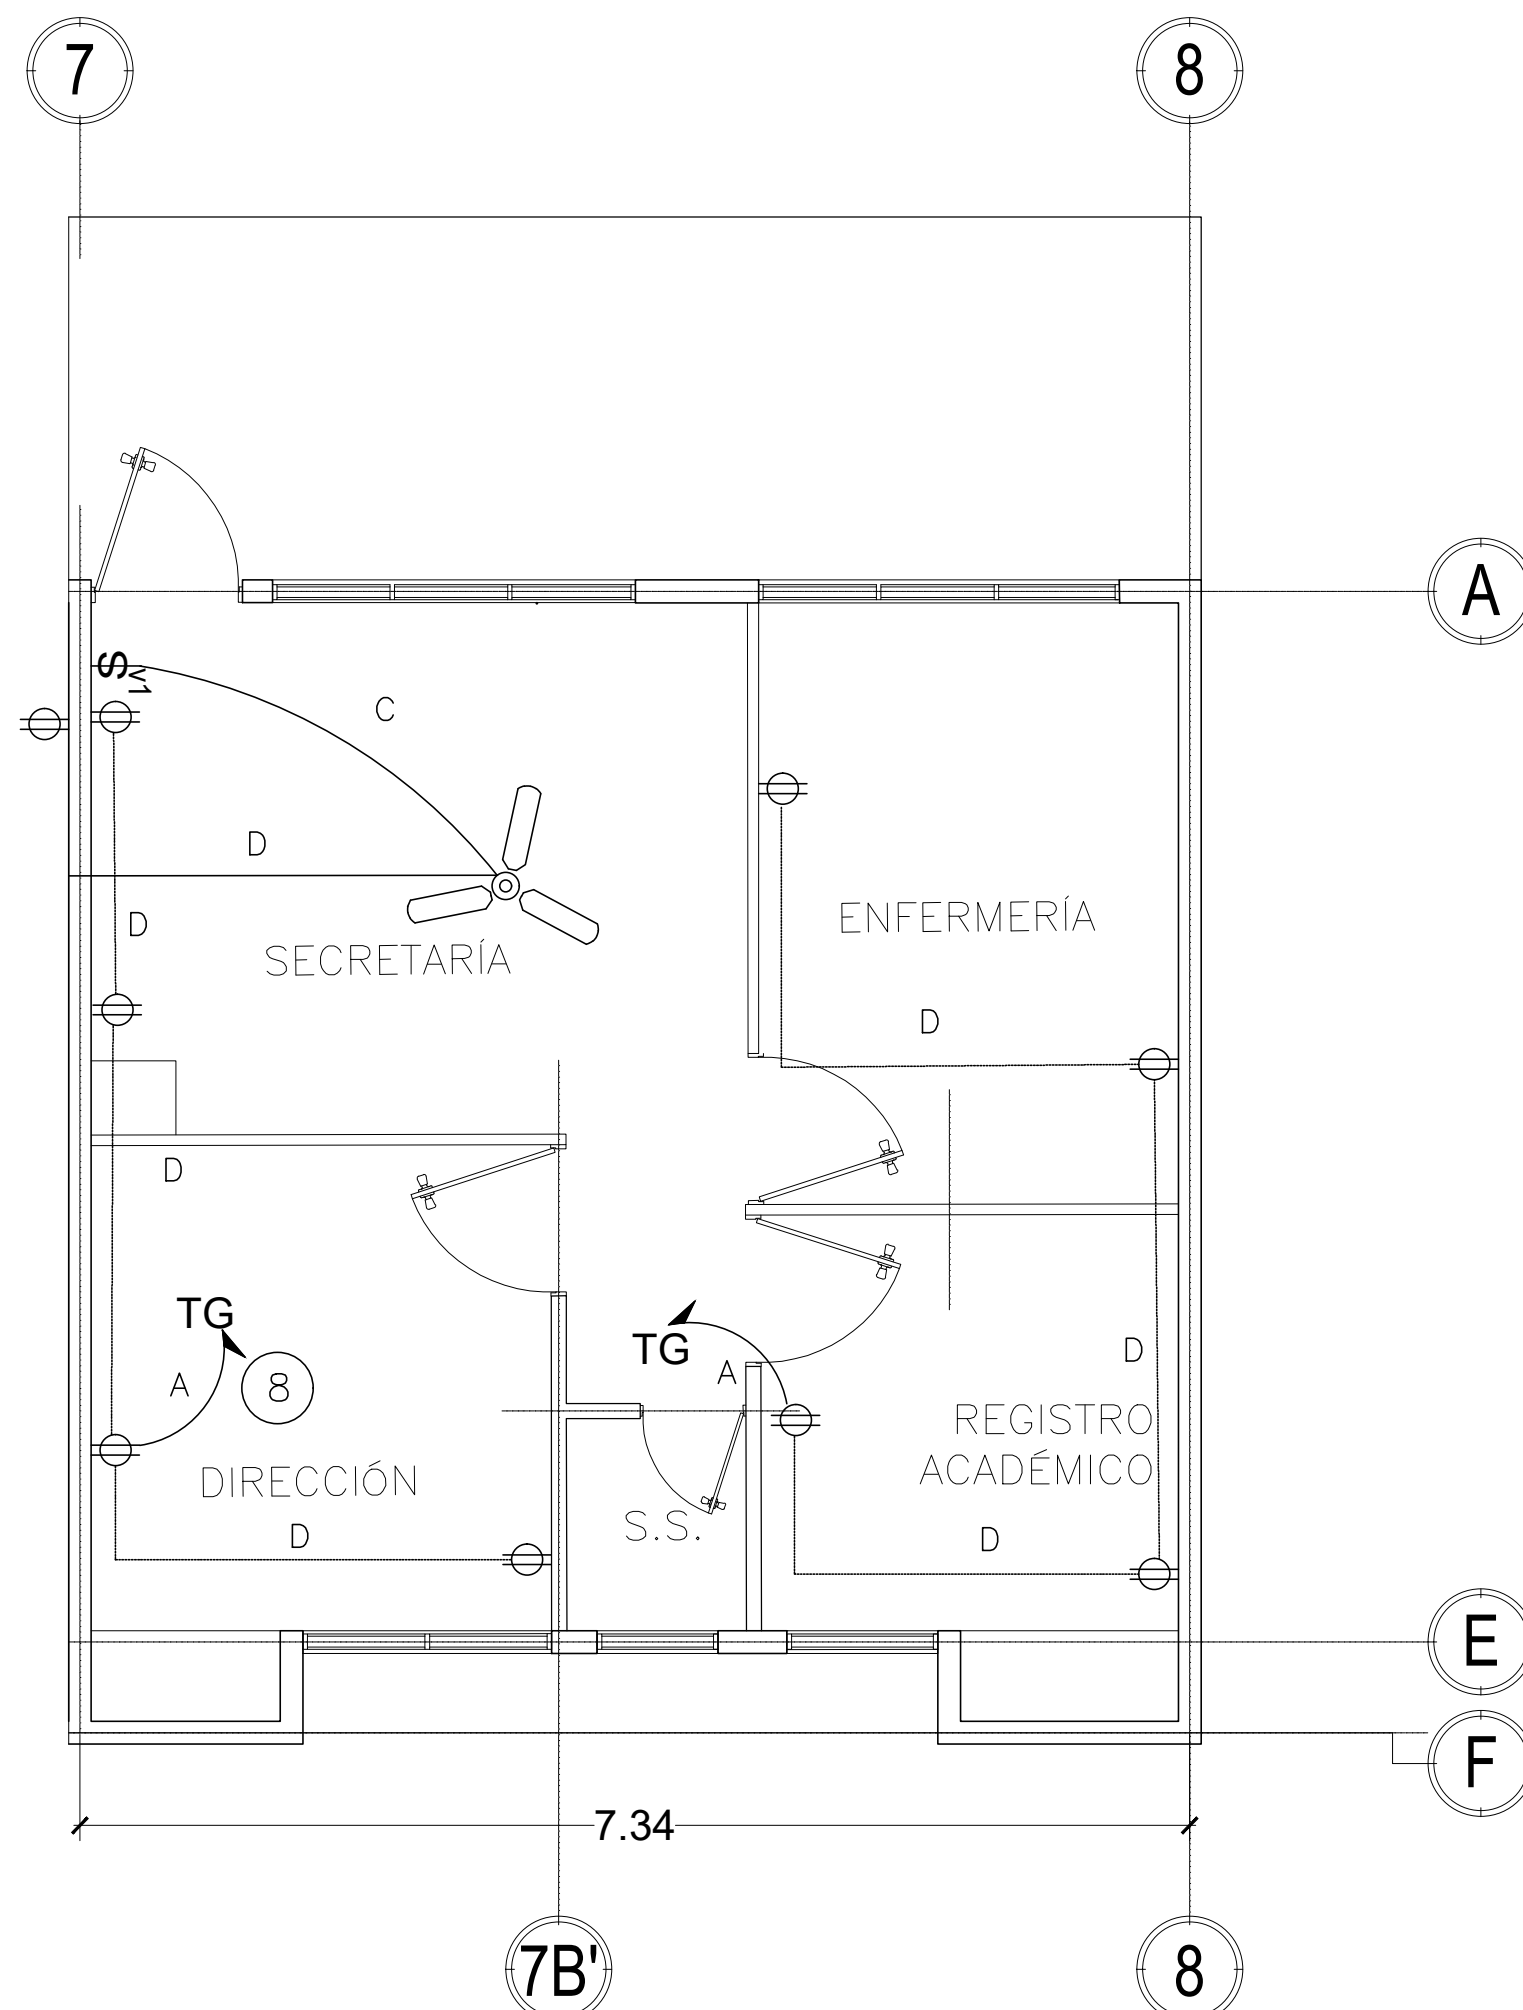 7
8
A
S
v1
C
D
D
ENFERMERÍA
SECRETARÍA
D
D
TG
TG
D
A
A
8
REGISTRO
ACADÉMICO
DIRECCIÓN
S.S.
D
D
E
F
7.34
7B'
8